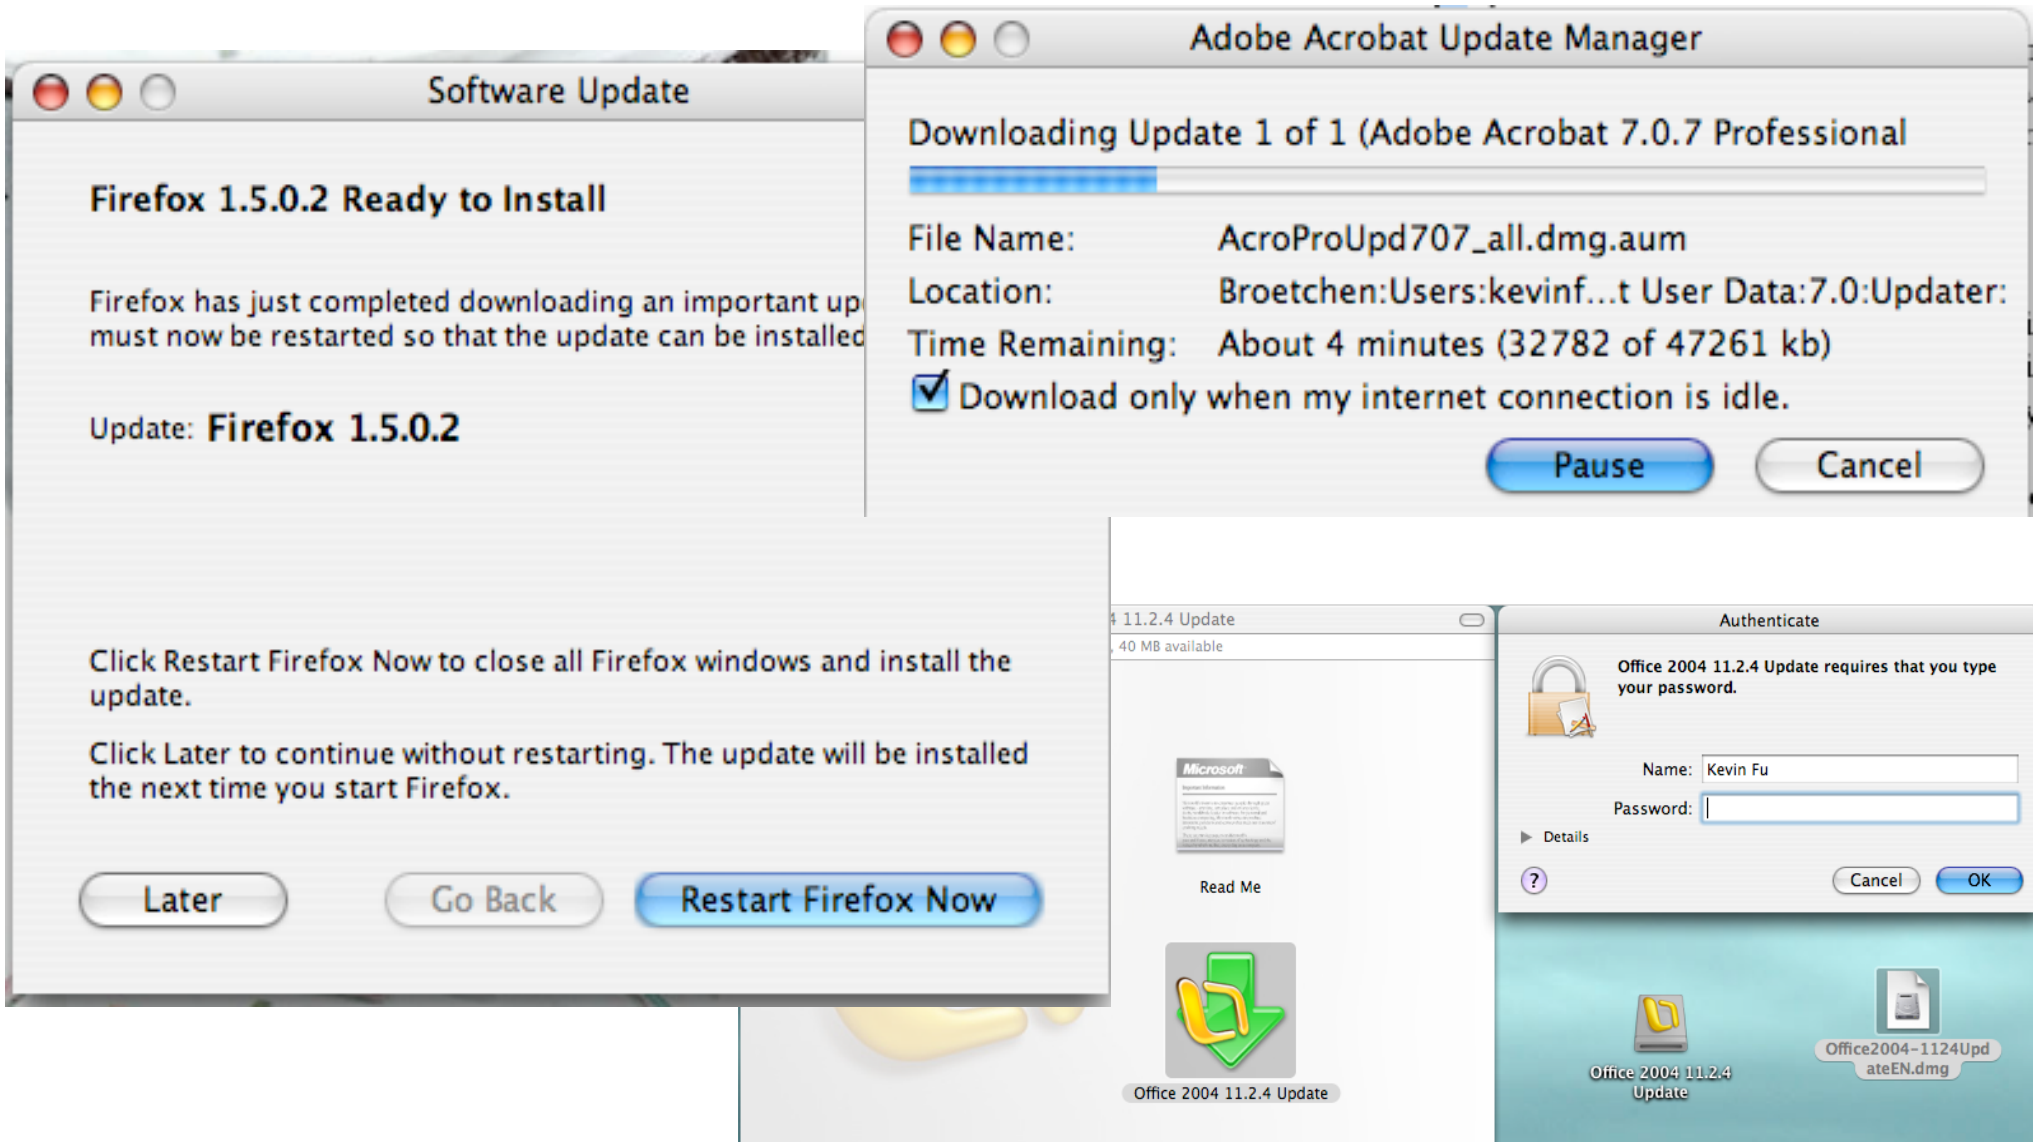 Software Update
Firefox 1.5.0.2 Ready to Install
Firefox has just completed downloading an important
must now be restarted so that the update can be installed
Update: Firefox 1.5.0.2
Click Restart Firefox Now to close all Firefox windows and install the
update.
Click Later to continue without restarting. The update will be installed
the next time you start Firefox.
Later
Go Back
Restart Firefox Now
Adobe Acrobat Update Manager
Downloading Update 1 of 1 (Adobe Acrobat 7.0.7 Professional
File Name: AcroProUpd707_all.dmg.aum
Location: Broetchen:Users:kevinf...t User Data:7.0:Updater:
Time Remaining: About 4 minutes (32782 of 47261 kb)
Download only when my internet connection is idle.
Pause
Cancel
4 11.2.4 Update
, 40 MB available
Microsoft
Read Me
Office 2004 11.2.4 Update
Authenticate
Office 2004 11.2.4 Update requires that you type
your password.
Name: Kevin Fu
Password:
Details
?
Cancel
OK
Office 2004 11.2.4
Update
Office2004-1124Upd
ateEN.dmg